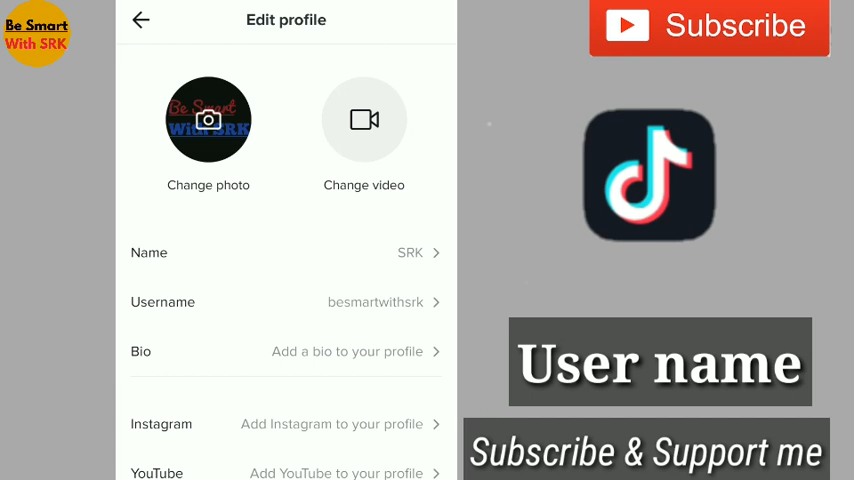 Be Smart
With SRK
Edit profile
Subscribe
Be Smart
With SRK
Change photo
Change video
Name
SRK
Username
besmartwithsrk
Bio
Add a bio to your profile
Instagram
Add Instagram to your profile
YouTube
Add YouTube to your profile
User name
Subscribe & Support me